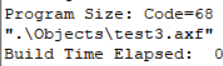 Program Size: Code=68
".\Objects\test3.axf"
Build Time Elapsed:  0